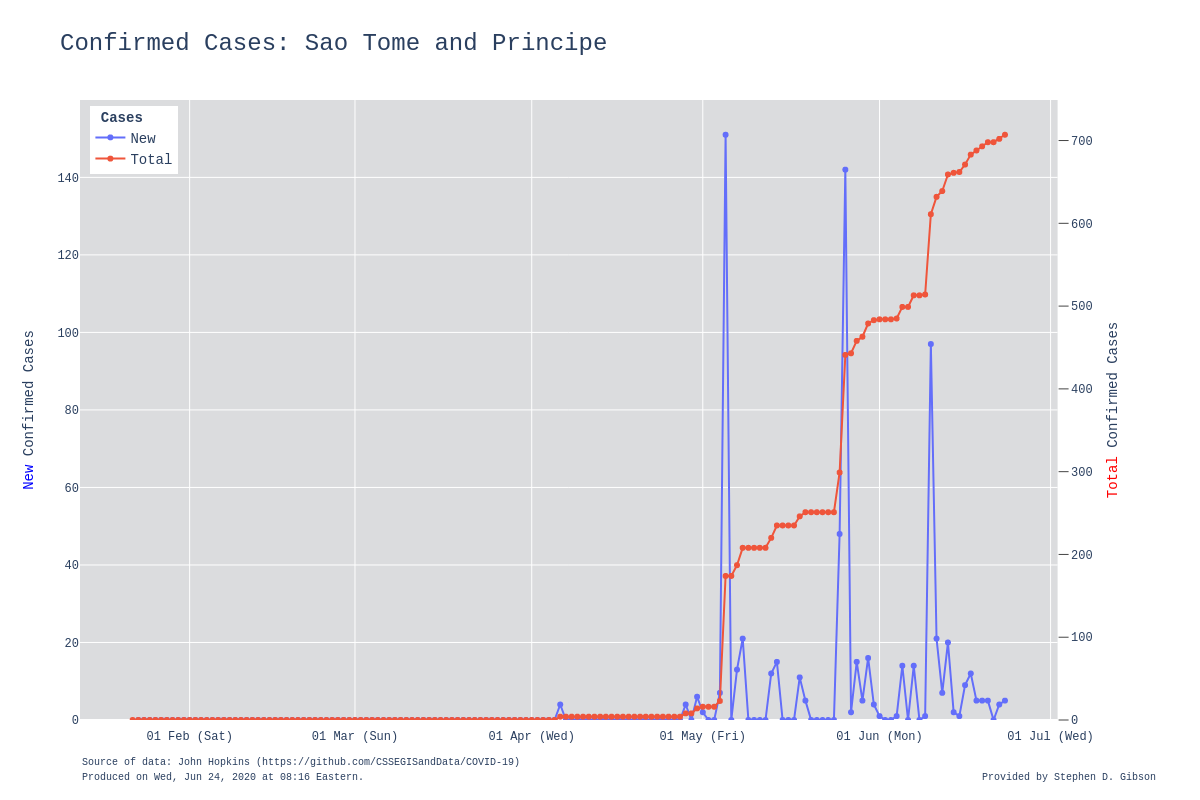 Confirmed Cases: Sao Tome and Principe
Cases
New
Total
140
120
100
80
60
40
20
0
700
600
500
400
300
200
100
0
New Confirmed Cases
Total Confirmed Cases
01 Feb (Sat)
01 Mar (Sun)
01 Apr (Wed)
01 May (Fri)
01 Jun (Mon)
01 Jul (Wed)
Source of data: John Hopkins (https://github.com/CSSEGISandData/COVID-19)
Produced on Wed, Jun 24, 2020 at 08:16 Eastern.
Provided by Stephen D. Gibson